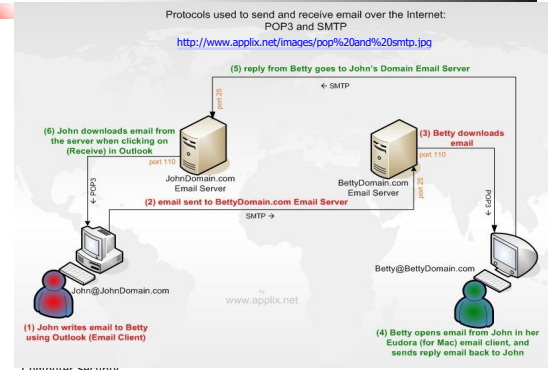 Protocols used to send and receive email over the Internet:
POP3 and SMTP
http://www.applix.net/images/pop%20and%20smtp.jpg
(5) reply from Betty goes to John's Domain Email Server
← SMTP
port 25
(6) John downloads email from
the server when clicking on
(Receive) in Outlook
port 110
← POP3
JohnDomain.com
Email Server
(3) Betty downloads
email
port 110
BettyDomain.com
Email Server
port 25
POP3 →
(2) email sent to BettyDomain.com Email Server
SMTP →
John@JohnDomain.com
Betty@BettyDomain.com
by
www.applix.net
(1) John writes email to Betty
using Outlook (Email Client)
(4) Betty opens email from John in her
Eudora (for Mac) email client, and
sends reply email back to John
Computer Security